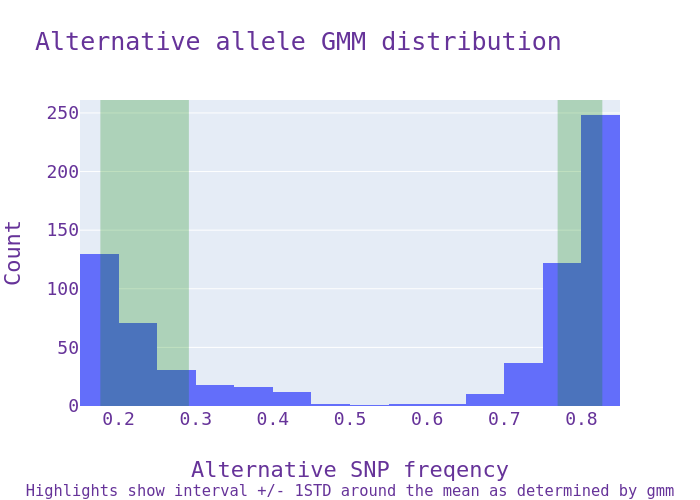 Alternative allele GMM distribution
250
200
150
100
50
0
Count
0.2 0.3 0.4 0.5 0.6 0.7 0.8
Alternative SNP freqency
Highlights show interval +/- 1STD around the mean as determined by gmm